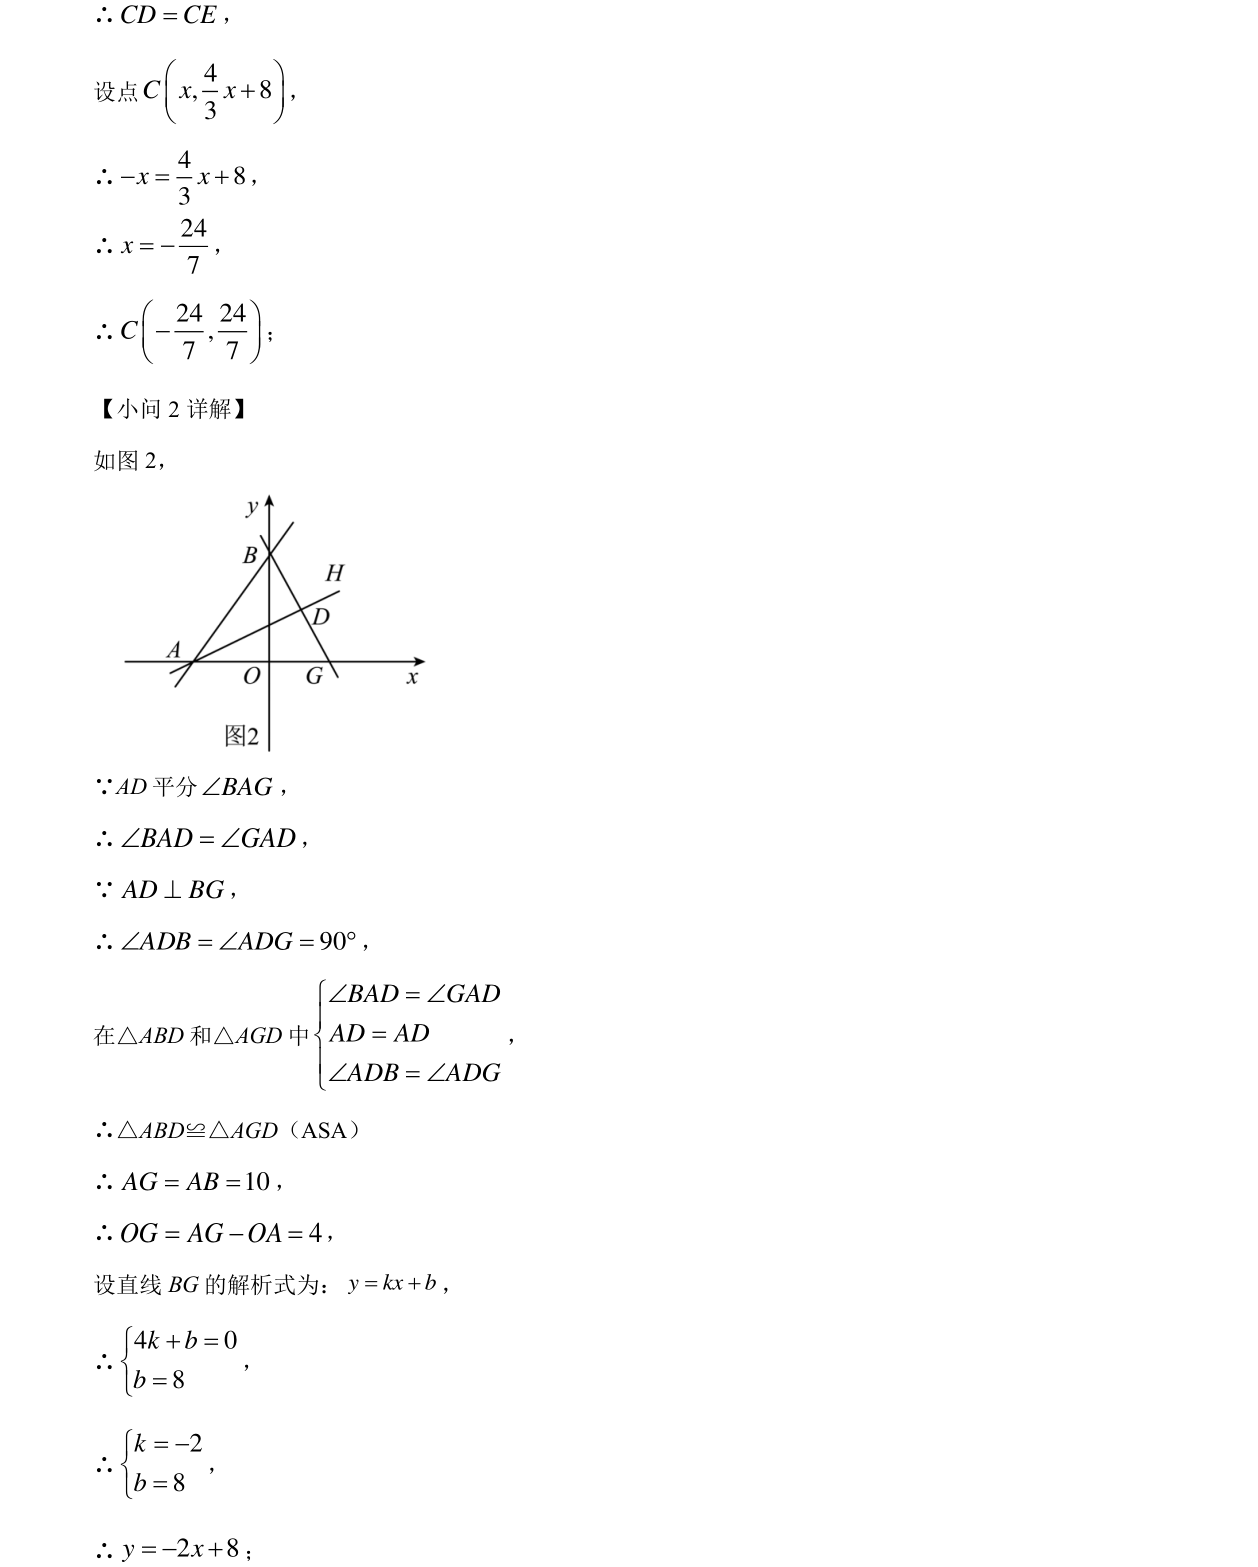 ∴CD=CE，
设点C(x,4/3x+8)，
∴−x=4/3x+8，
∴x=−24/7，
∴C(−24/7,24/7)；
【小问 2 详解】
如图 2，
y
B
H
D
A
O G x
图2
∵AD 平分∠BAG，
∴∠BAD=∠GAD，
∵AD⊥BG，
∴∠ADB=∠ADG=90°，
在△ABD 和△AGD 中{∠BAD=∠GAD
AD=AD
∠ADB=∠ADG，
∴△ABD≌△AGD（ASA）
∴AG=AB=10，
∴OG=AG−OA=4，
设直线 BG 的解析式为：y=kx+b，
∴{4k+b=0
b=8，
∴{k=−2
b=8，
∴y=−2x+8；